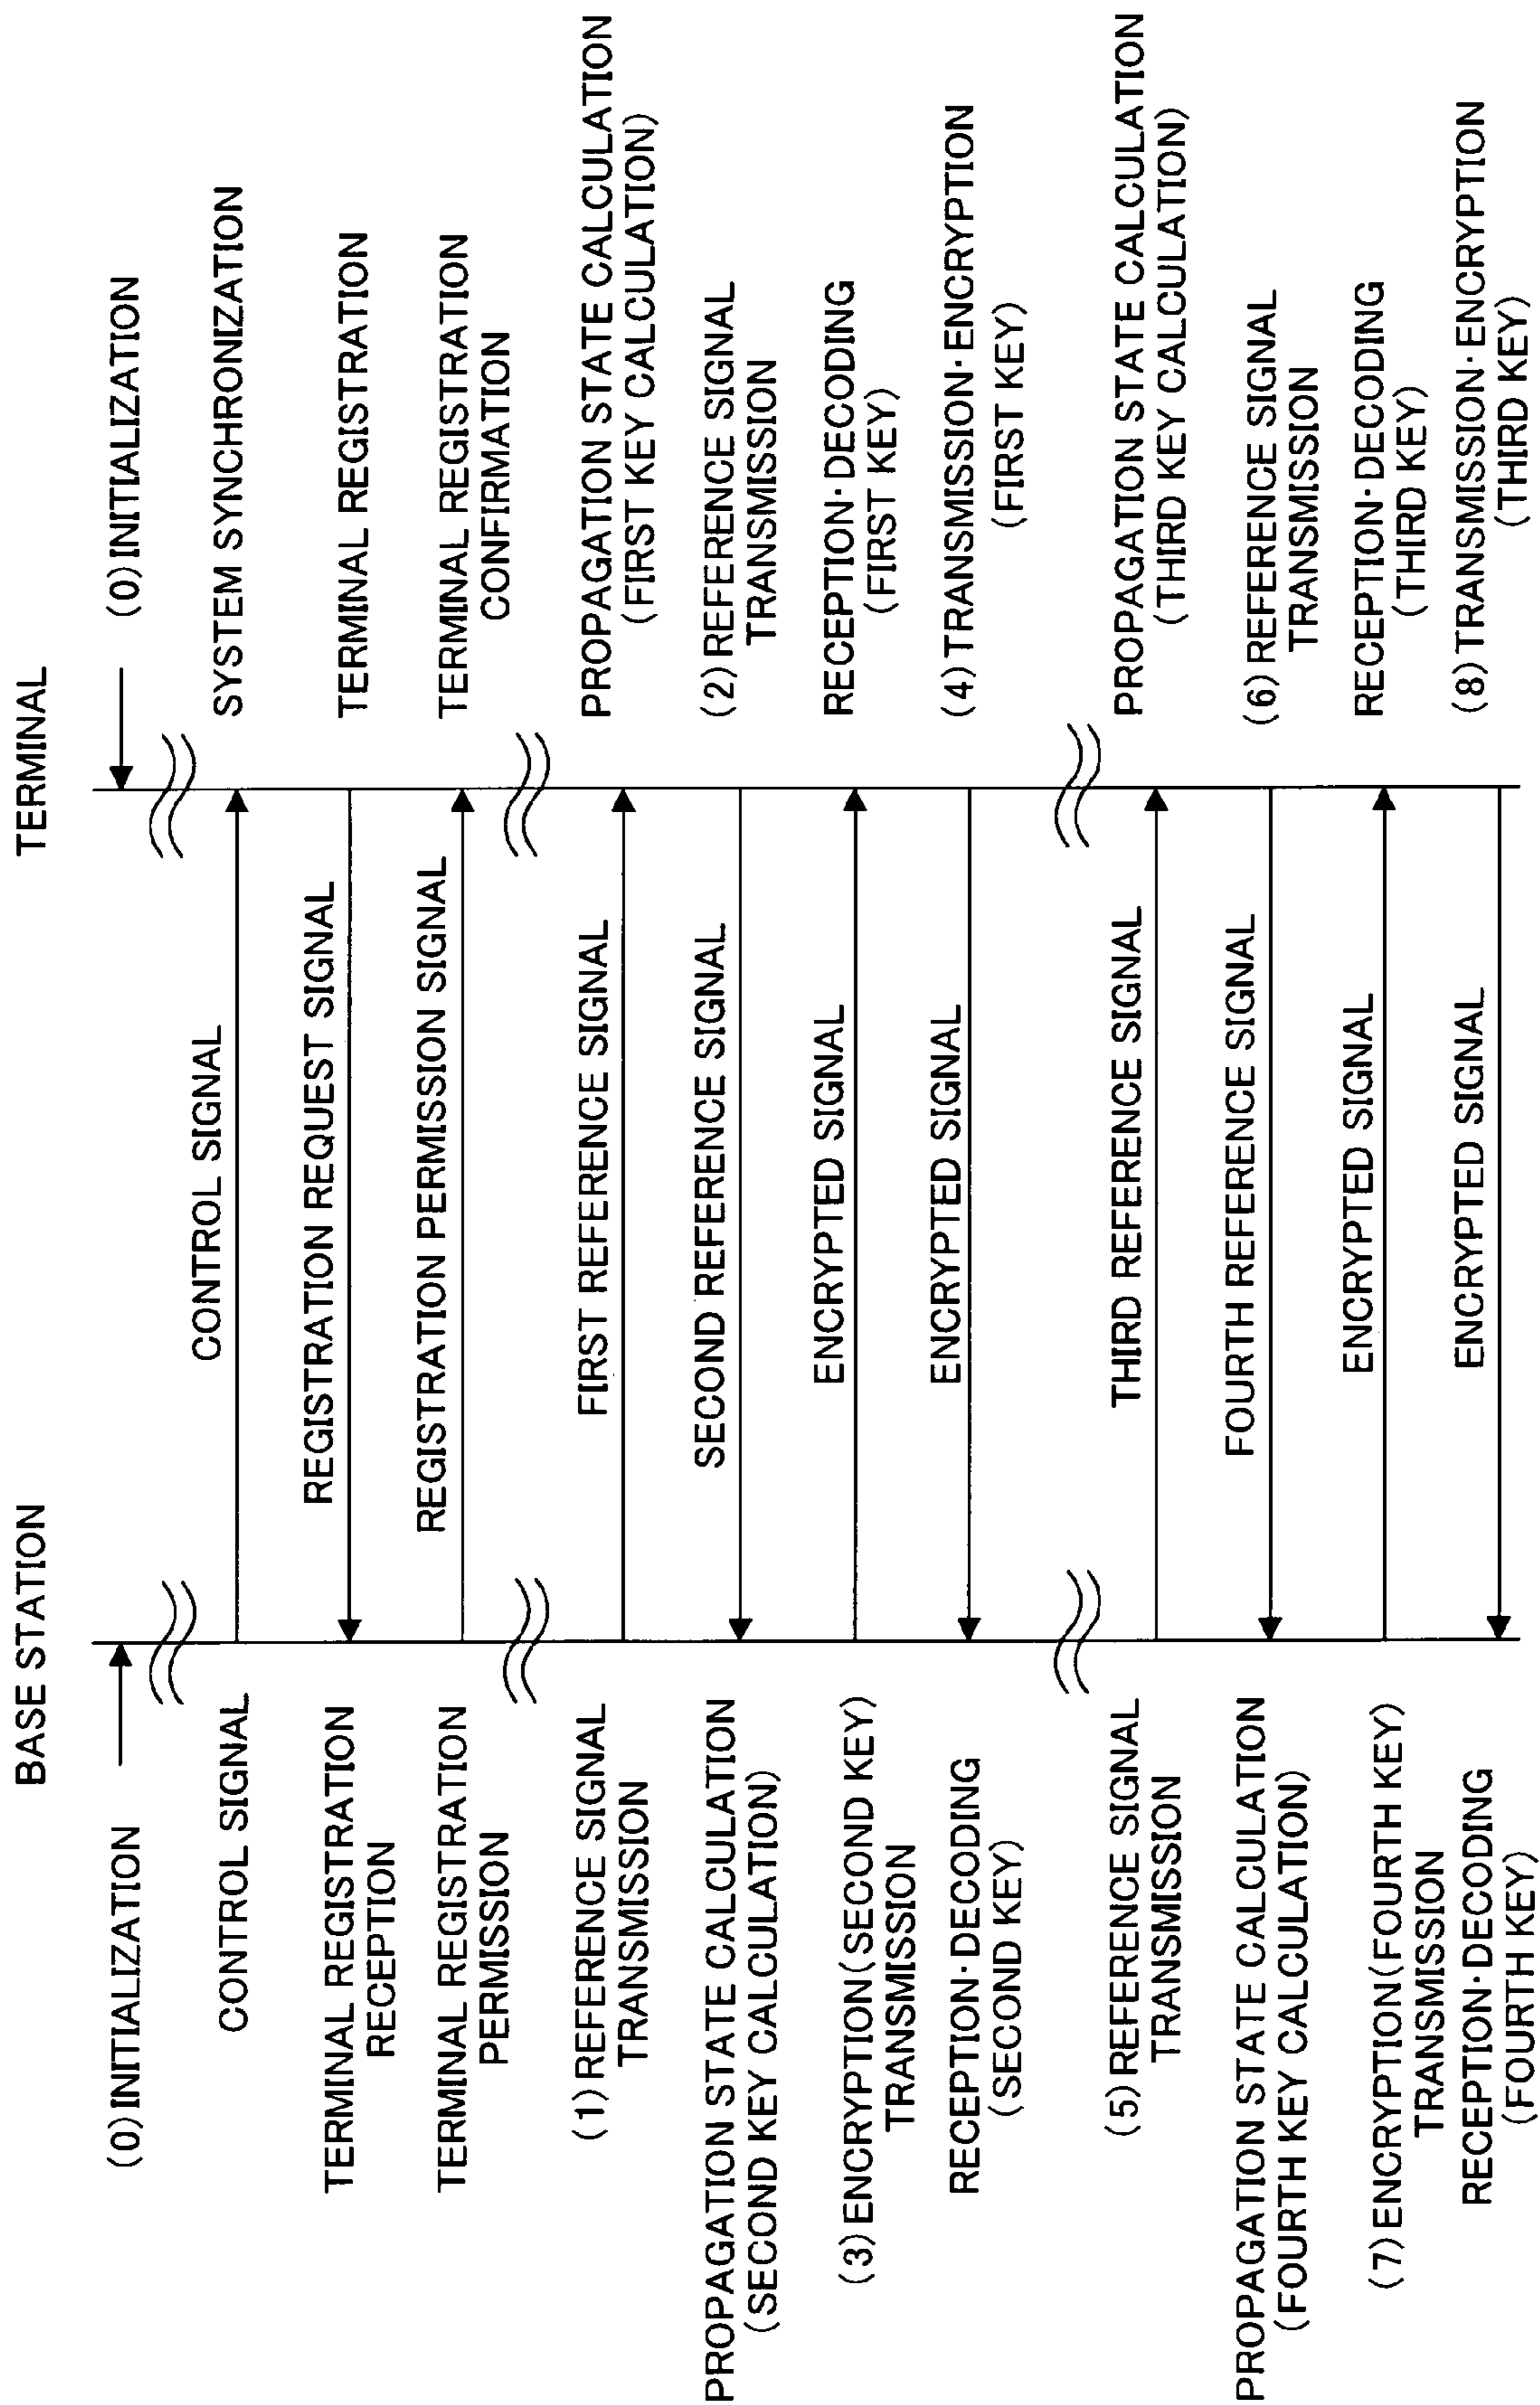 BASE STATION
TERMINAL
(0)INITIALIZATION
(0)INITIALIZATION
CONTROL SIGNAL
CONTROL SIGNAL
SYSTEM SYNCHRONIZATION
TERMINAL REGISTRATION
RECEPTION
REGISTRATION REQUEST SIGNAL
TERMINAL REGISTRATION
TERMINAL REGISTRATION
PERMISSION
REGISTRATION PERMISSION SIGNAL
TERMINAL REGISTRATION
CONFIRMATION
(1)REFERENCE SIGNAL
TRANSMISSION
FIRST REFERENCE SIGNAL
PROPAGATION STATE CALCULATION
(FIRST KEY CALCULATION)
PROPAGATION STATE CALCULATION
(SECOND KEY CALCULATION)
SECOND REFERENCE SIGNAL
(2)REFERENCE SIGNAL
TRANSMISSION
(3)ENCRYPTION(SECOND KEY)
TRANSMISSION
ENCRYPTED SIGNAL
RECEPTION·DECODING
(FIRST KEY)
RECEPTION·DECODING
(SECOND KEY)
ENCRYPTED SIGNAL
(4)TRANSMISSION·ENCRYPTION
(FIRST KEY)
(5)REFERENCE SIGNAL
TRANSMISSION
THIRD REFERENCE SIGNAL
PROPAGATION STATE CALCULATION
(THIRD KEY CALCULATION)
PROPAGATION STATE CALCULATION
(FOURTH KEY CALCULATION)
FOURTH REFERENCE SIGNAL
(6)REFERENCE SIGNAL
TRANSMISSION
(7)ENCRYPTION(FOURTH KEY)
TRANSMISSION
ENCRYPTED SIGNAL
RECEPTION·DECODING
(THIRD KEY)
RECEPTION·DECODING
(FOURTH KEY)
ENCRYPTED SIGNAL
(8)TRANSMISSION·ENCRYPTION
(THIRD KEY)